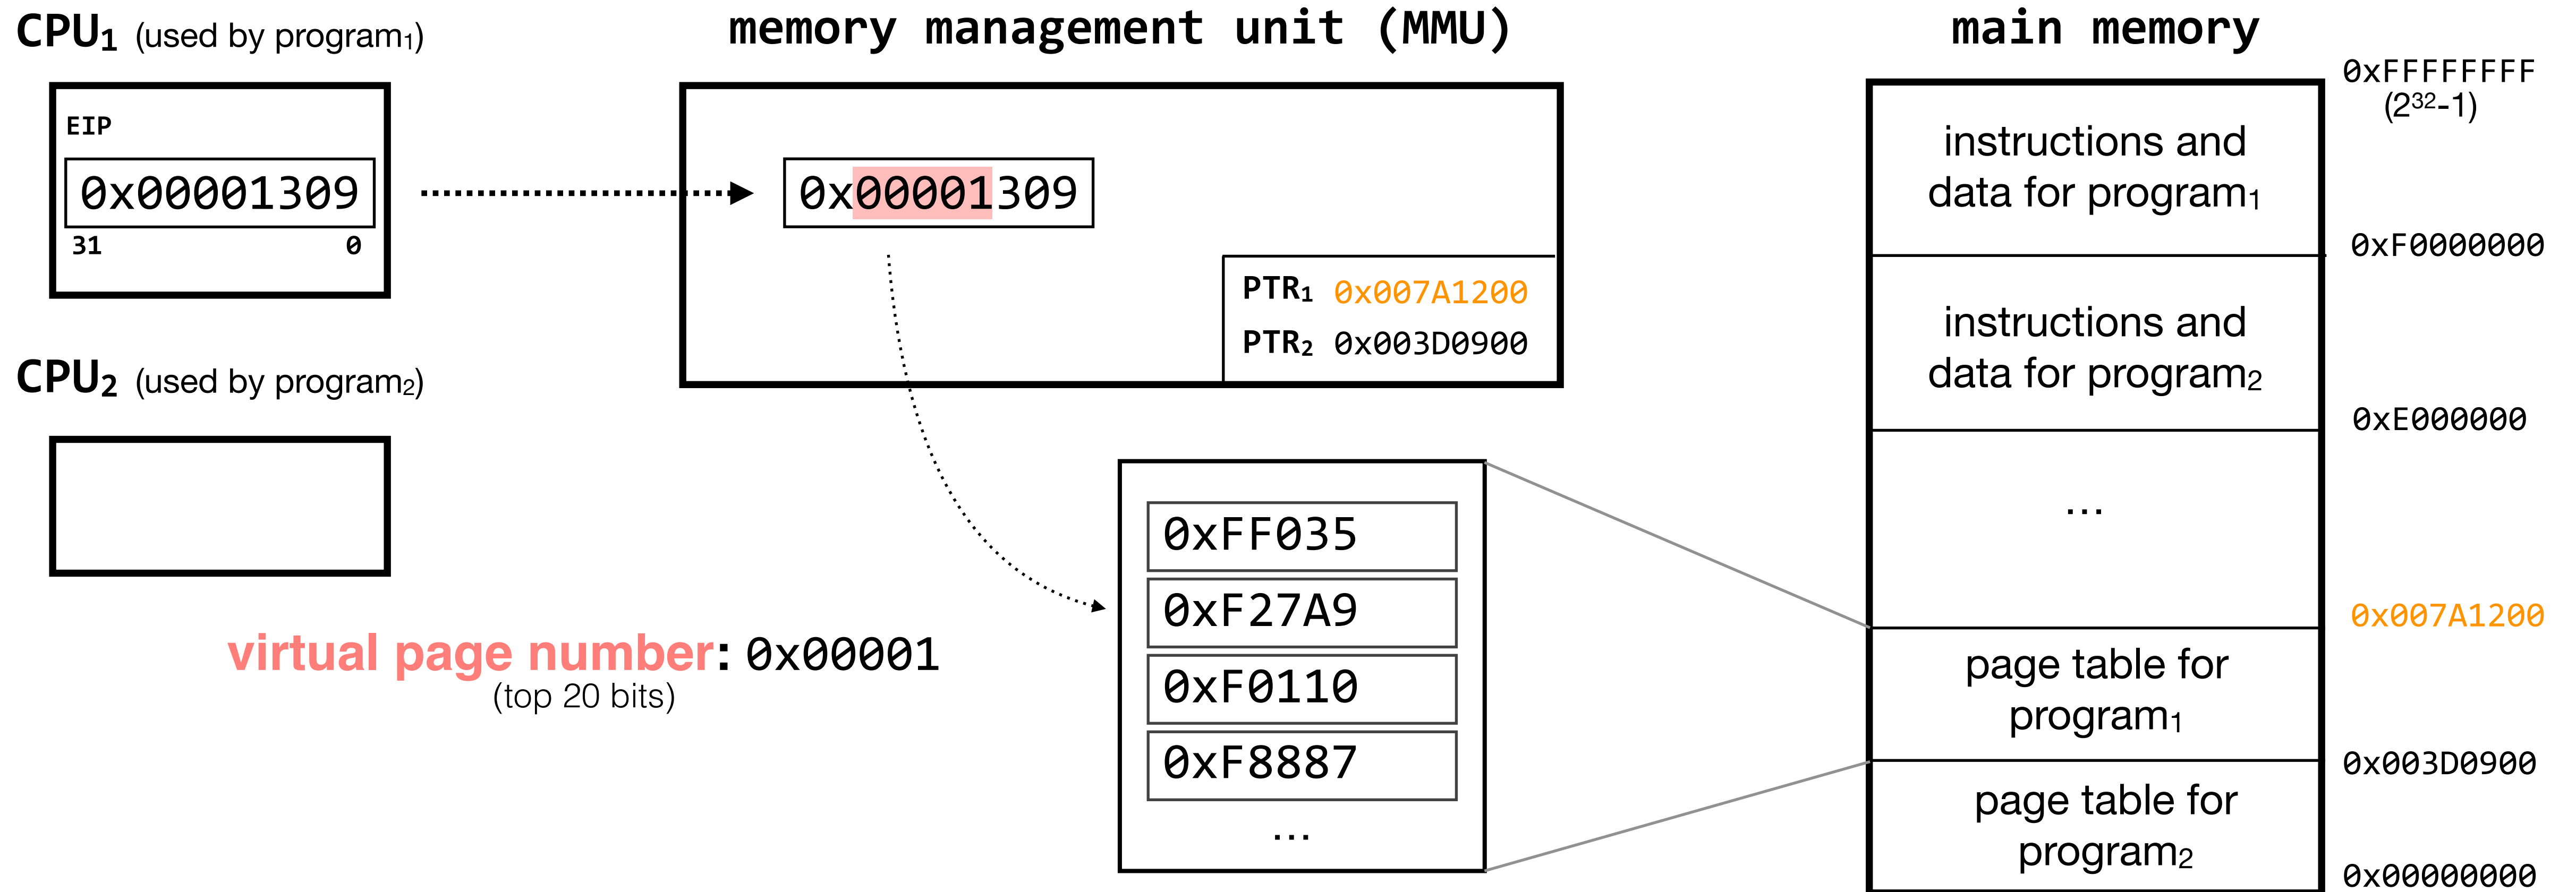 CPU₁ (used by program₁)
EIP
0x00001309
31 0
CPU₂ (used by program₂)
virtual page number: 0x00001
(top 20 bits)
memory management unit (MMU)
0x00001309
PTR₁ 0x007A1200
PTR₂ 0x003D0900
0xFF035
0xF27A9
0xF0110
0xF8887
...
main memory
0xFFFFFFFF
(2³²-1)
instructions and
data for program₁
0xF0000000
instructions and
data for program₂
0xE000000
...
0x007A1200
page table for
program₁
0x003D0900
page table for
program₂
0x00000000